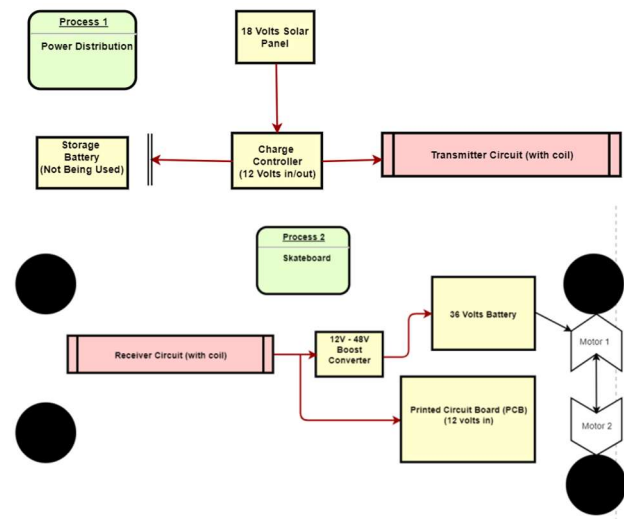 Process 1
Power Distribution
18 Volts Solar
Panel
Storage
Battery
(Not Being Used)
Charge
Controller
(12 Volts in/out)
Transmitter Circuit (with coil)
Process 2
Skateboard
Receiver Circuit (with coil)
12V - 48V
Boost
Converter
36 Volts Battery
Motor 1
Printed Circuit Board (PCB)
(12 volts in)
Motor 2